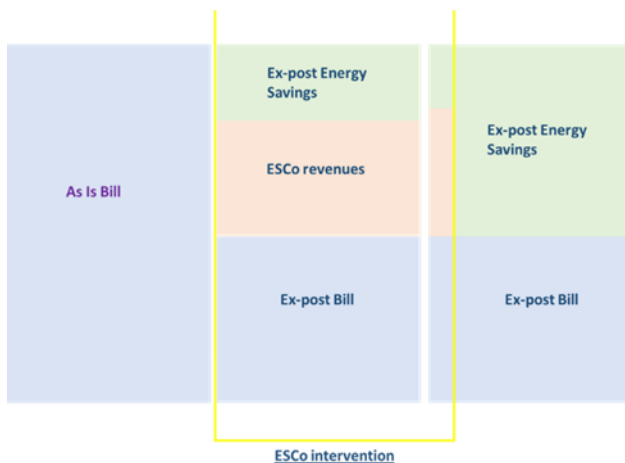 As Is Bill
Ex-post Energy
Savings
ESCo revenues
Ex-post Bill
Ex-post Energy
Savings
Ex-post Bill
ESCo intervention